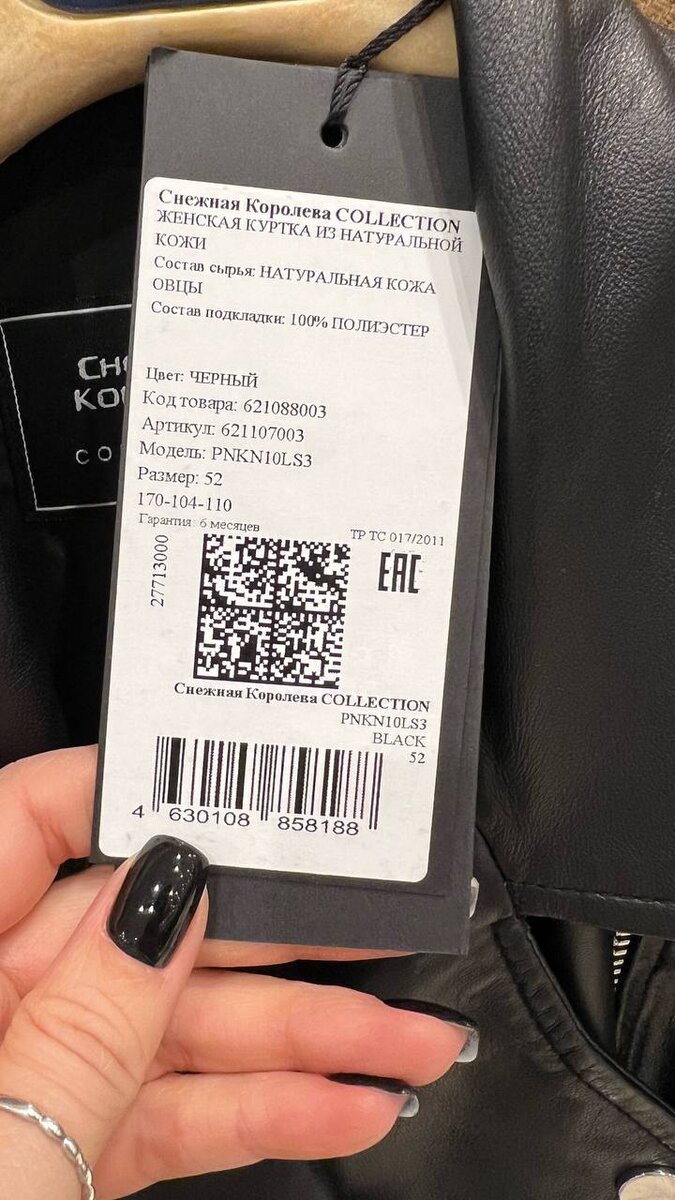 Снежная Королева COLLECTION
ЖЕНСКАЯ КУРТКА ИЗ НАТУРАЛЬНОЙ
КОЖИ
Состав сырья: НАТУРАЛЬНАЯ КОЖА
ОВЦЫ
Состав подкладки: 100% ПОЛИЭСТЕР
Цвет: ЧЕРНЫЙ
Код товара: 621088003
Артикул: 621107003
Модель: PNKN10LS3
Размер: 52
170-104-110
Гарантия: 6 месяцев
ТР ТС 017/2011
EAC
27713000
Снежная Королева COLLECTION
PNKN10LS3
BLACK
52
4 630108 858188